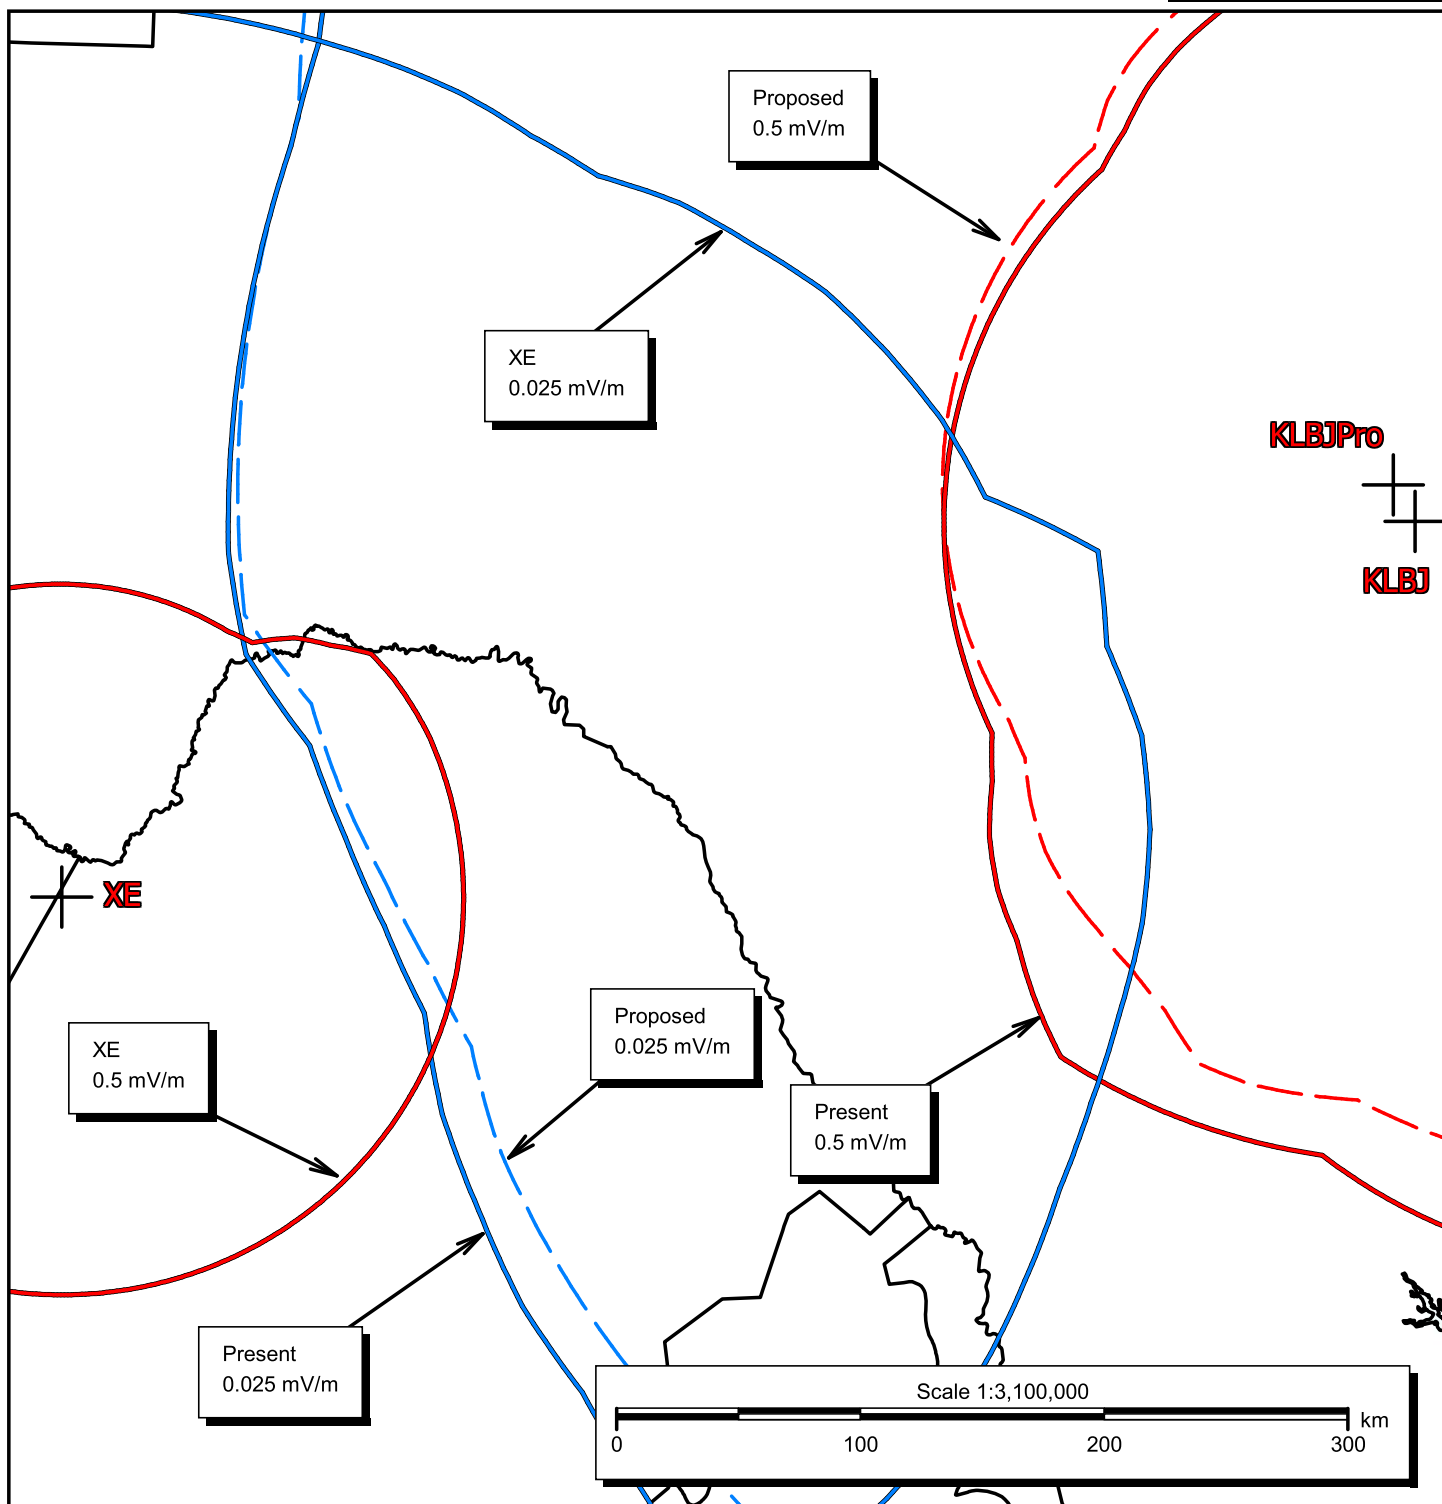 Proposed
0.5 mV/m
XE
0.025 mV/m
KLBJPro
KLBJ
XE
Proposed
0.025 mV/m
XE
0.5 mV/m
Present
0.5 mV/m
Present
0.025 mV/m
Scale 1:3,100,000
km
0 100 200 300